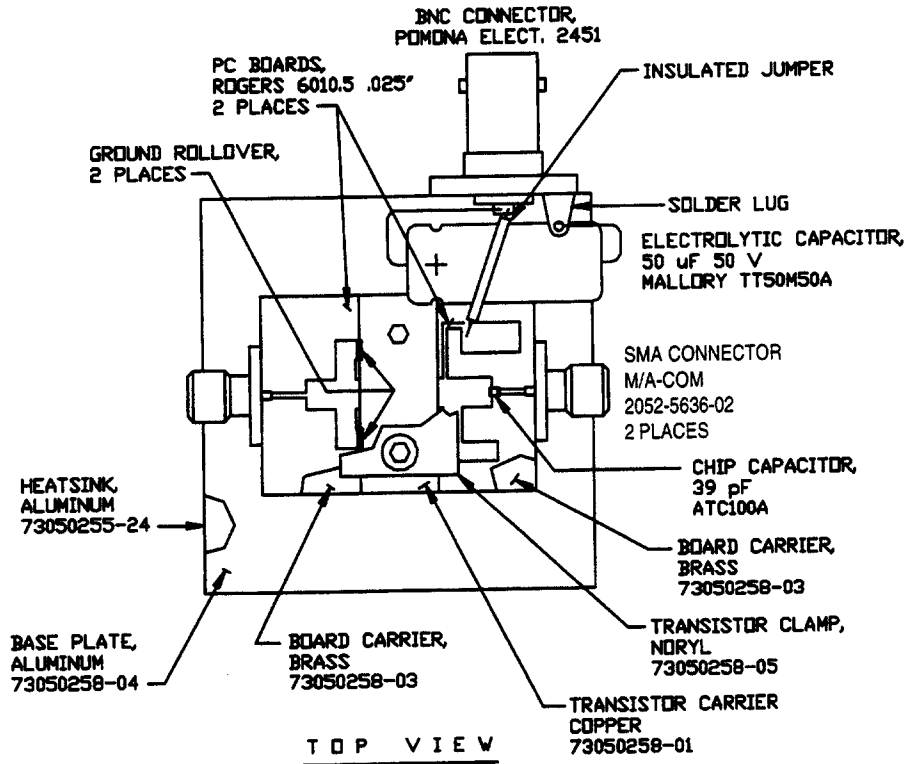 BNC CONNECTOR,
POMONA ELECT. 2451
PC BOARDS,
ROGERS 6010.5 .025"
2 PLACES
INSULATED JUMPER
GROUND ROLLOVER,
2 PLACES
SOLDER LUG
ELECTROLYTIC CAPACITOR,
50 uF 50 V
MALLORY TT50M50A
+
SMA CONNECTOR
M/A-COM
2052-5636-02
2 PLACES
CHIP CAPACITOR,
39 pF
ATC100A
HEATSINK,
ALUMINUM
73050255-24
BOARD CARRIER,
BRASS
73050258-03
BASE PLATE,
ALUMINUM
73050258-04
BOARD CARRIER,
BRASS
73050258-03
TRANSISTOR CLAMP,
NORYL
73050258-05
TRANSISTOR CARRIER
COPPER
73050258-01
TOP VIEW